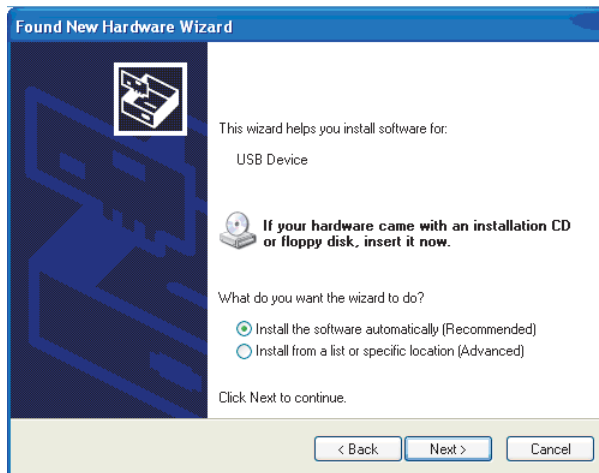 Found New Hardware Wizard
This wizard helps you install software for:
USB Device
If your hardware came with an installation CD
or floppy disk, insert it now.
What do you want the wizard to do?
Install the software automatically (Recommended)
Install from a list or specific location (Advanced)
Click Next to continue.
< Back
Next >
Cancel